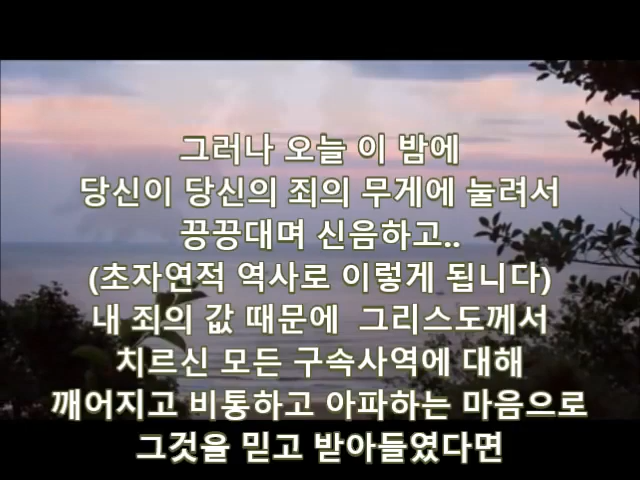 그러나 오늘 이 밤에
당신이 당신의 죄의 무게에 눌려서
끙끙대며 신음하고..
(초자연적 역사로 이렇게 됩니다)
내 죄의 값 때문에 그리스도께서
치르신 모든 구속사역에 대해
깨어지고 비통하고 아파하는 마음으로
그것을 믿고 받아들였다면